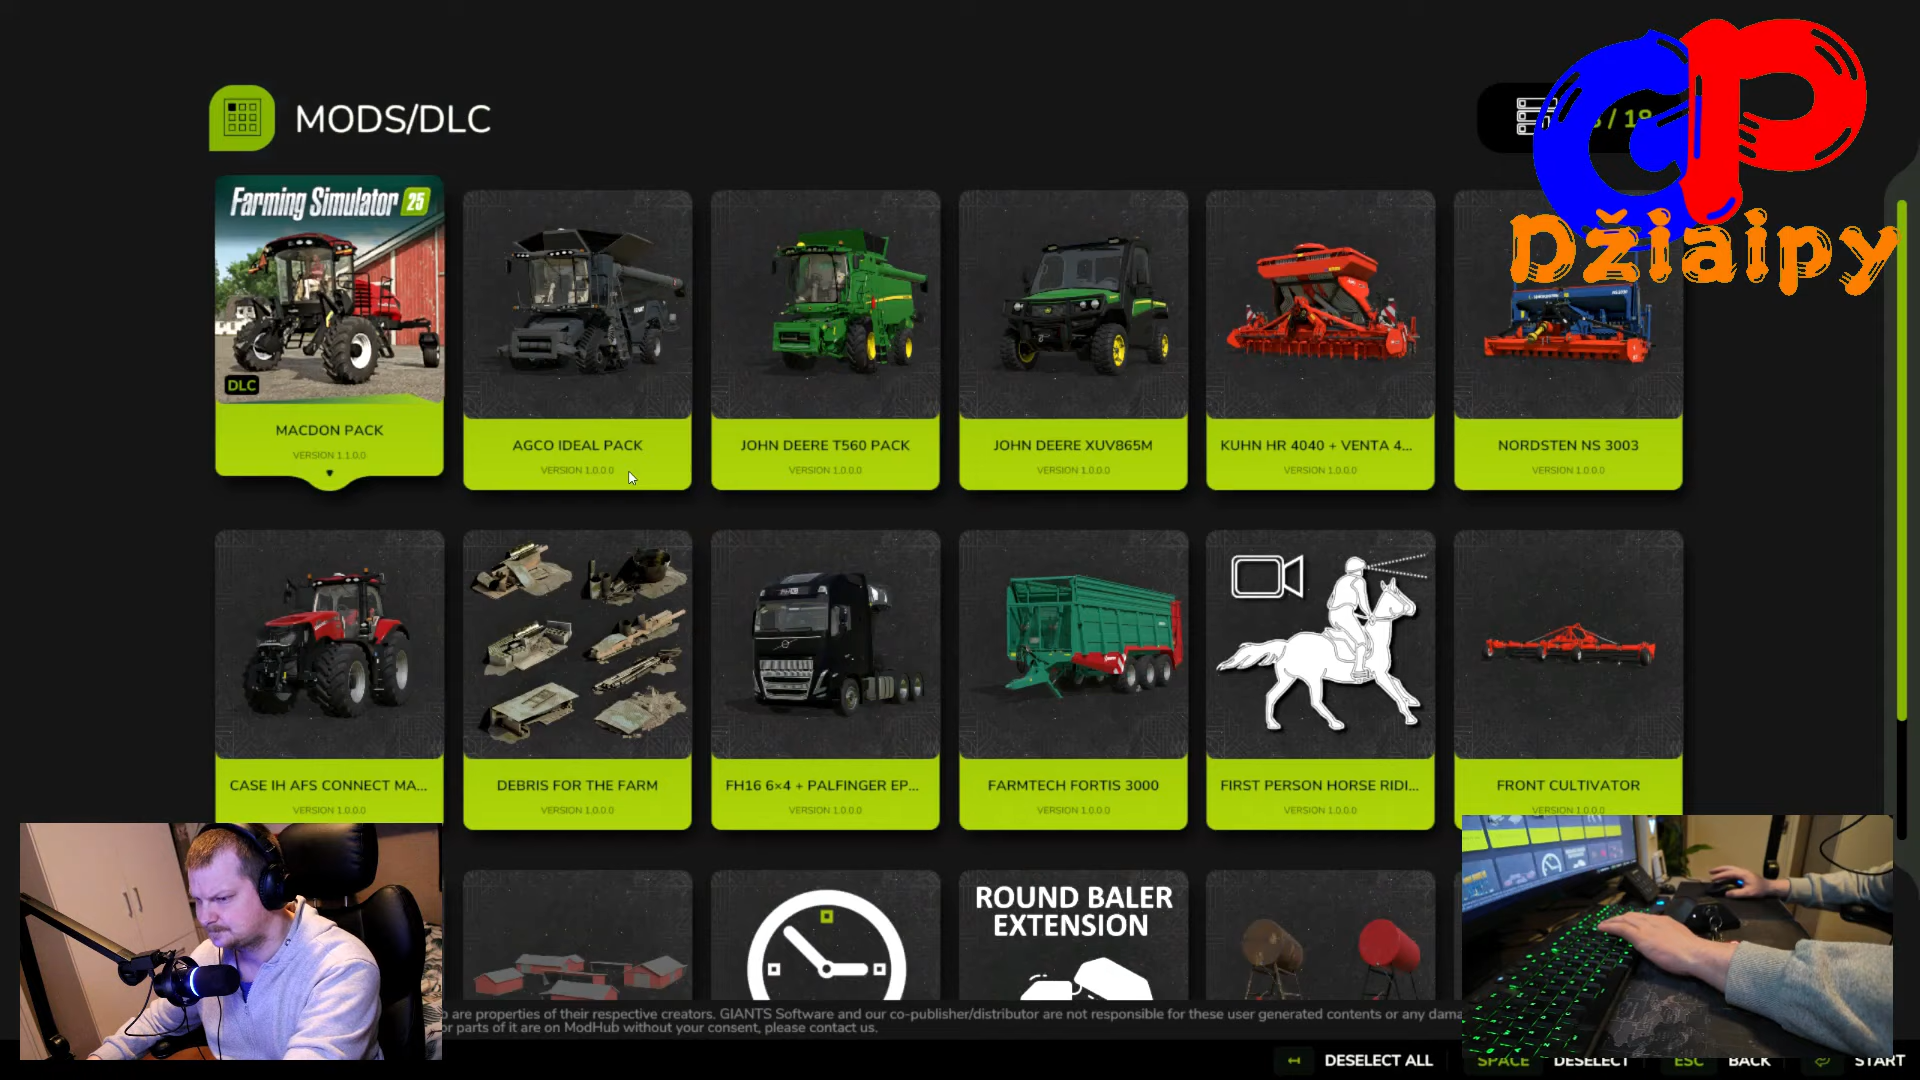 MODS/DLC
/ 18
Džiaipy
Farming Simulator 25
DLC
MACDON PACK
VERSION 1.1.0.0
AGCO IDEAL PACK
VERSION 1.0.0.0
JOHN DEERE T560 PACK
VERSION 1.0.0.0
JOHN DEERE XUV865M
VERSION 1.0.0.0
KUHN HR 4040 + VENTA 4...
VERSION 1.0.0.0
NORDSTEN NS 3003
VERSION 1.0.0.0
CASE IH AFS CONNECT MA...
VERSION 1.0.0.0
DEBRIS FOR THE FARM
VERSION 1.0.0.0
FH16 6×4 + PALFINGER EP...
VERSION 1.0.0.0
FARMTECH FORTIS 3000
VERSION 1.0.0.0
FIRST PERSON HORSE RIDI...
VERSION 1.0.0.0
FRONT CULTIVATOR
VERSION 1.0.0.0
ROUND BALER
EXTENSION
are properties of their respective creators. GIANTS Software and our co-publisher/distributor are not responsible for these user generated contents or any
or parts of it are on ModHub without your consent, please contact us.
DESELECT ALL
SPACE DESELECT
ESC BACK
START